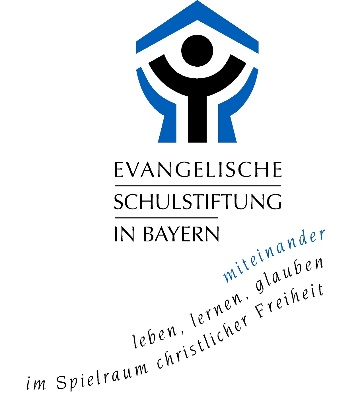 EVANGELISCHE
SCHULSTIFTUNG
IN BAYERN
miteinander
leben, lernen, glauben
im Spielraum christlicher Freiheit